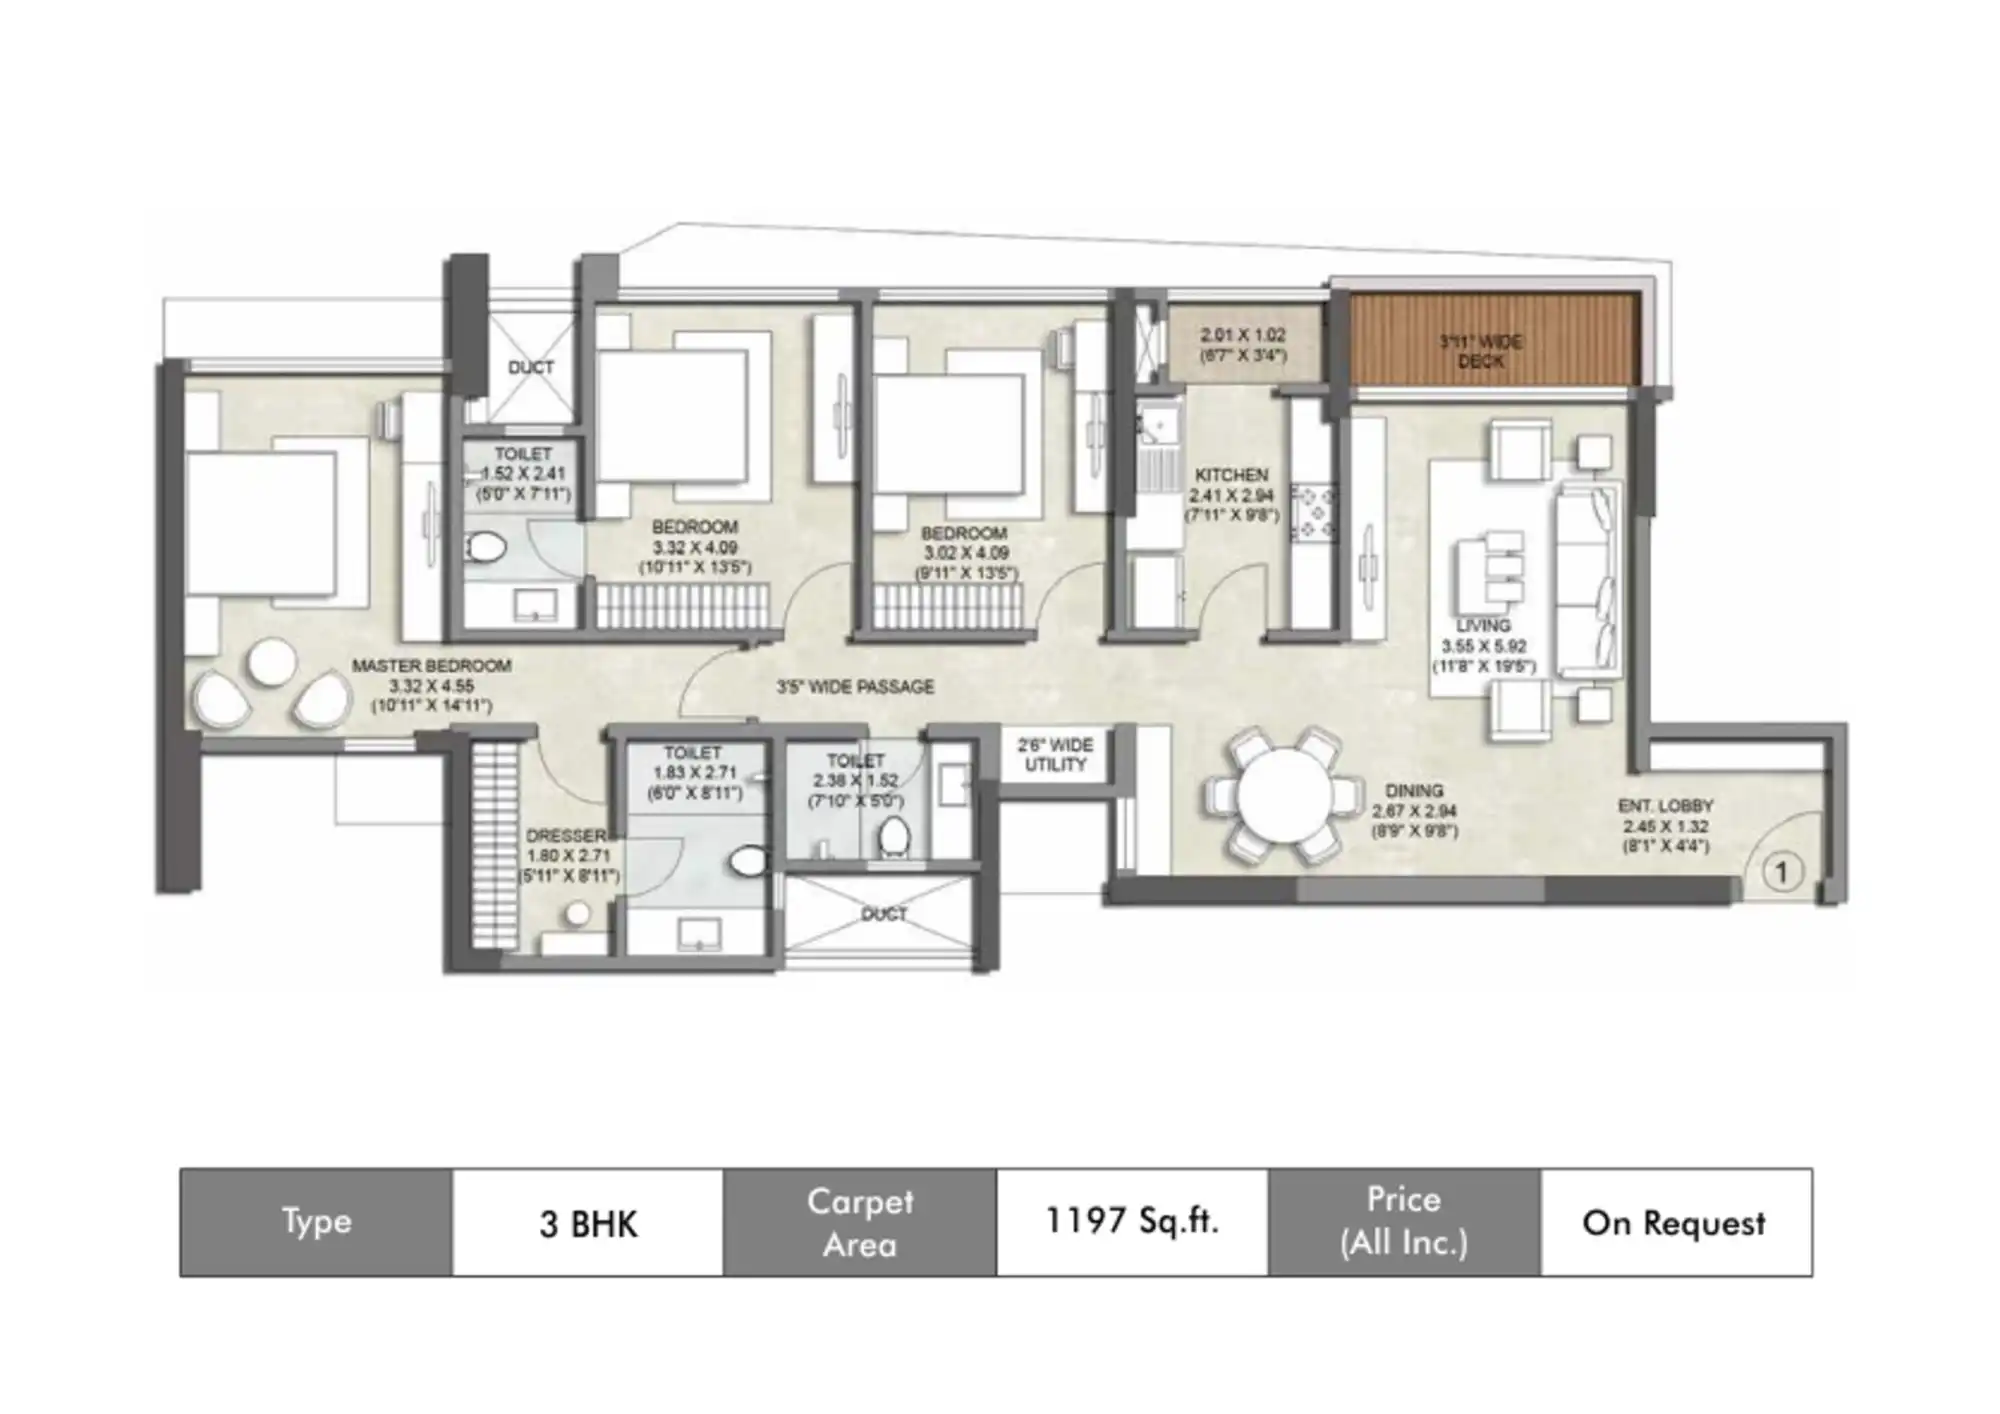 DUCT
2.01 X 1.02
(6'7" X 3'4")
3'11" WIDE
DECK
TOILET
1.52 X 2.41
(5'0" X 7'11")
KITCHEN
2.41 X 2.94
(7'11" X 9'8")
BEDROOM
3.32 X 4.09
(10'11" X 13'5")
BEDROOM
3.02 X 4.09
(9'11" X 13'5")
LIVING
3.55 X 5.92
(11'8" X 19'5")
MASTER BEDROOM
3.32 X 4.55
(10'11" X 14'11")
3'5" WIDE PASSAGE
TOILET
1.83 X 2.71
(6'0" X 8'11")
TOILET
2.38 X 1.52
(7'10" X 5'0")
2'6" WIDE
UTILITY
DINING
2.67 X 2.94
(8'9" X 9'8")
ENT. LOBBY
2.45 X 1.32
(8'1" X 4'4")
DRESSER
1.80 X 2.71
(5'11" X 8'11")
1
DUCT
Type
3 BHK
Carpet
Area
1197 Sq.ft.
Price
(All Inc.)
On Request